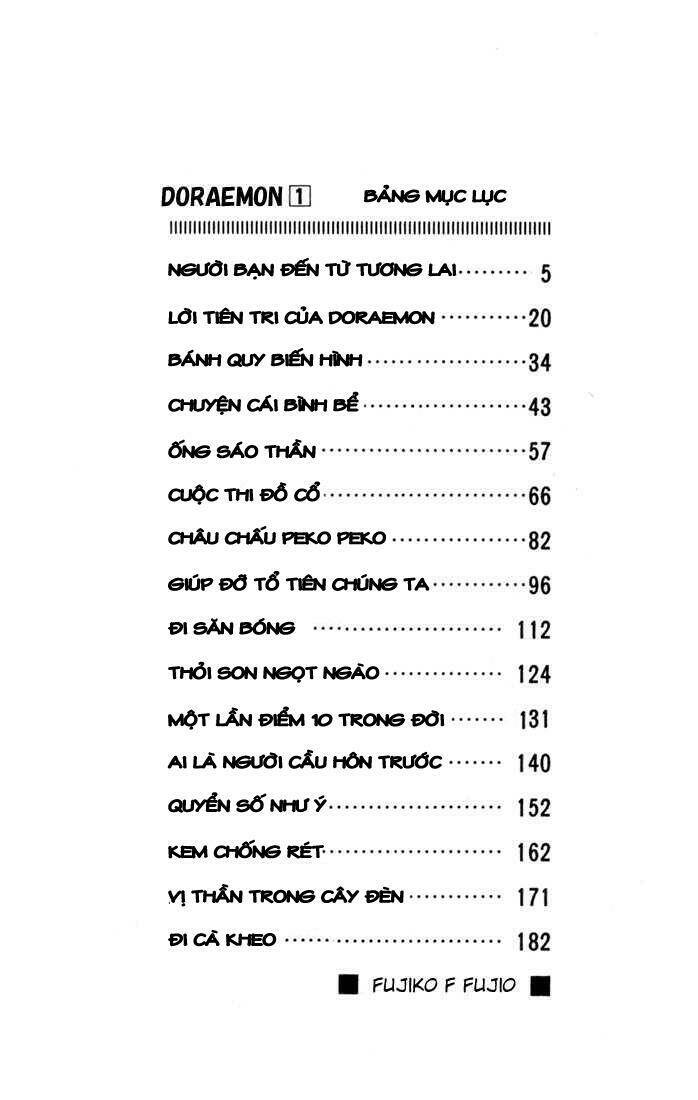 DORAEMON 1 BẢNG MỤC LỤC
NGƯỜI BẠN ĐẾN TỪ TƯƠNG LAI 5
LỜI TIÊN TRI CỦA DORAEMON 20
BÁNH QUY BIẾN HÌNH 34
CHUYỆN CÁI BÌNH BỂ 43
ỐNG SÁO THẦN 57
CUỘC THI ĐỒ CỔ 66
CHÂU CHẤU PEKO PEKO 82
GIÚP ĐỠ TỔ TIÊN CHÚNG TA 96
ĐI SĂN BÓNG 112
THỎI SON NGỌT NGÀO 124
MỘT LẦN ĐIỂM 10 TRONG ĐỜI 131
AI LÀ NGƯỜI CẦU HÔN TRƯỚC 140
QUYỂN SỐ NHƯ Ý 152
KEM CHỐNG RÉT 162
VỊ THẦN TRONG CÂY ĐÈN 171
ĐI CÀ KHEO 182
FUJIKO F FUJIO